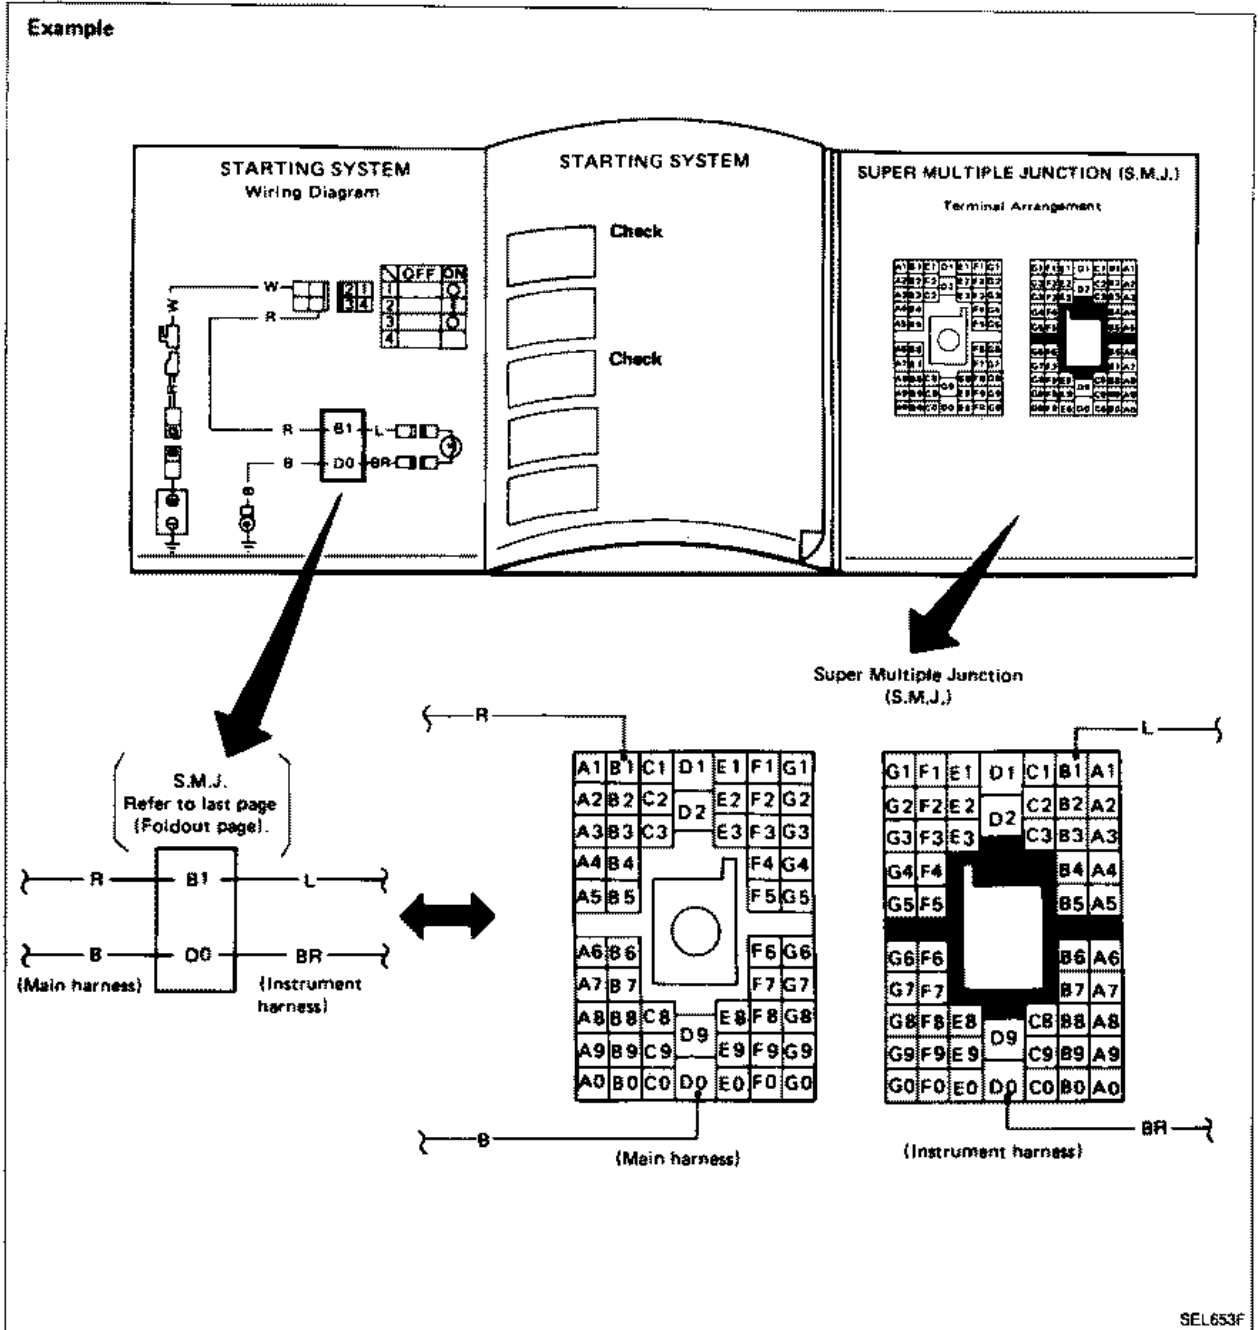 Example
STARTING SYSTEM
Wiring Diagram
OFF ON
1
2
3
4
W
W
R
2 1
3 4
R
R B1 L
B D0 BR
B
STARTING SYSTEM
Check
Check
SUPER MULTIPLE JUNCTION (S.M.J.)
Terminal Arrangement
S.M.J.
Refer to last page
(Foldout page).
R B1 L
B D0 BR
(Main harness)
(Instrument
harness)
Super Multiple Junction
(S.M.J.)
R
A1 B1 C1 D1 E1 F1 G1
A2 B2 C2 D2 E2 F2 G2
A3 B3 C3 E3 F3 G3
A4 B4 F4 G4
A5 B5 F5 G5
A6 B6 F6 G6
A7 B7 F7 G7
A8 B8 C8 D9 E8 F8 G8
A9 B9 C9 E9 F9 G9
A0 B0 C0 D0 E0 F0 G0
B
(Main harness)
L
G1 F1 E1 D1 C1 B1 A1
G2 F2 E2 D2 C2 B2 A2
G3 F3 E3 C3 B3 A3
G4 F4 B4 A4
G5 F5 B5 A5
G6 F6 B6 A6
G7 F7 B7 A7
G8 F8 E8 D9 C8 B8 A8
G9 F9 E9 C9 B9 A9
G0 F0 E0 D0 C0 B0 A0
BR
(Instrument harness)
SEL653F